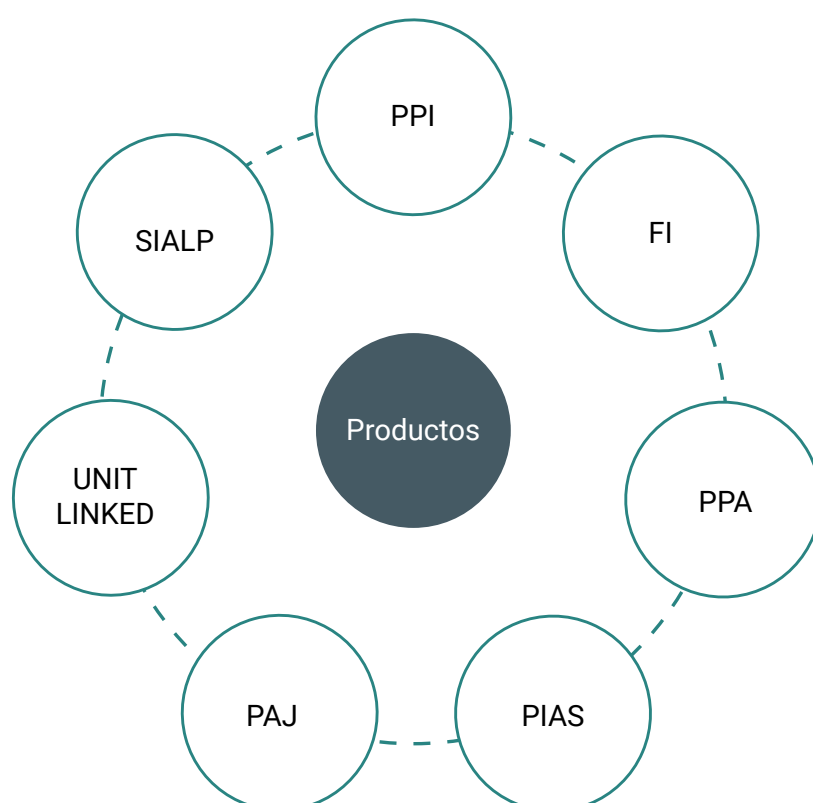 PPI
FI
SIALP
Productos
UNIT
LINKED
PPA
PAJ
PIAS